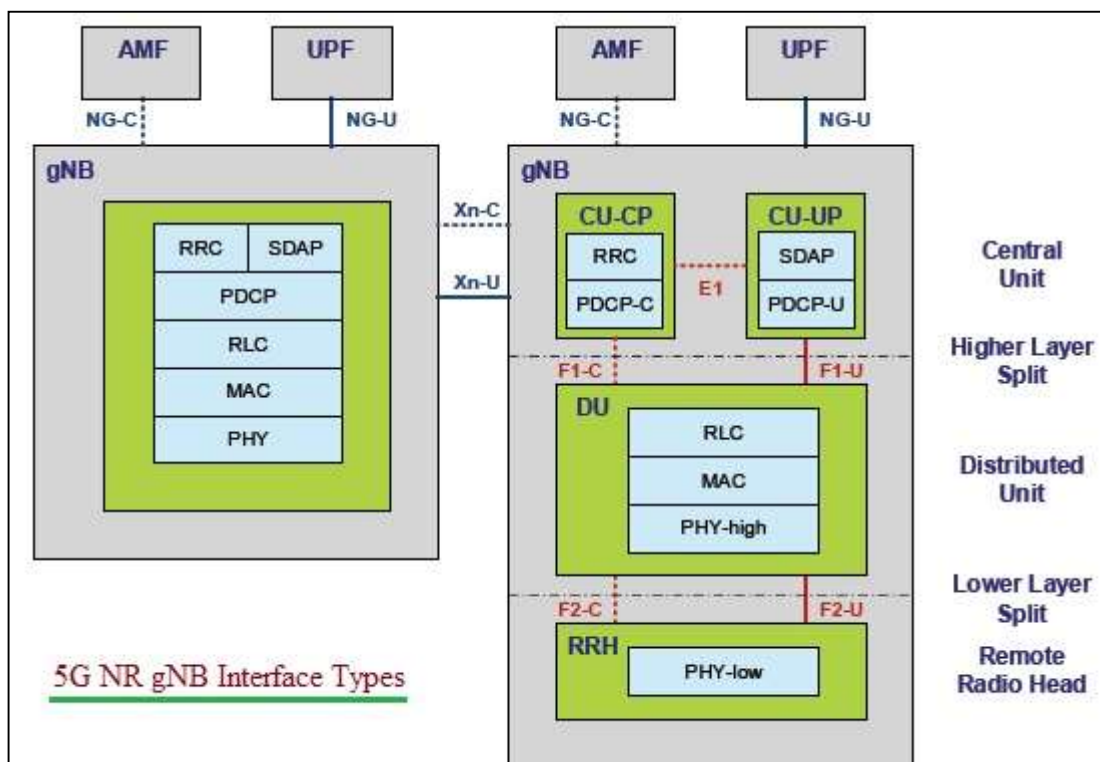 AMF
UPF
AMF
UPF
NG-C
NG-U
NG-C
NG-U
gNB
RRC
SDAP
PDCP
RLC
MAC
PHY
Xn-C
Xn-U
gNB
CU-CP
RRC
PDCP-C
E1
CU-UP
SDAP
PDCP-U
Central
Unit
F1-C
F1-U
Higher Layer
Split
DU
RLC
MAC
PHY-high
Distributed
Unit
F2-C
F2-U
Lower Layer
Split
RRH
PHY-low
Remote
Radio Head
5G NR gNB Interface Types